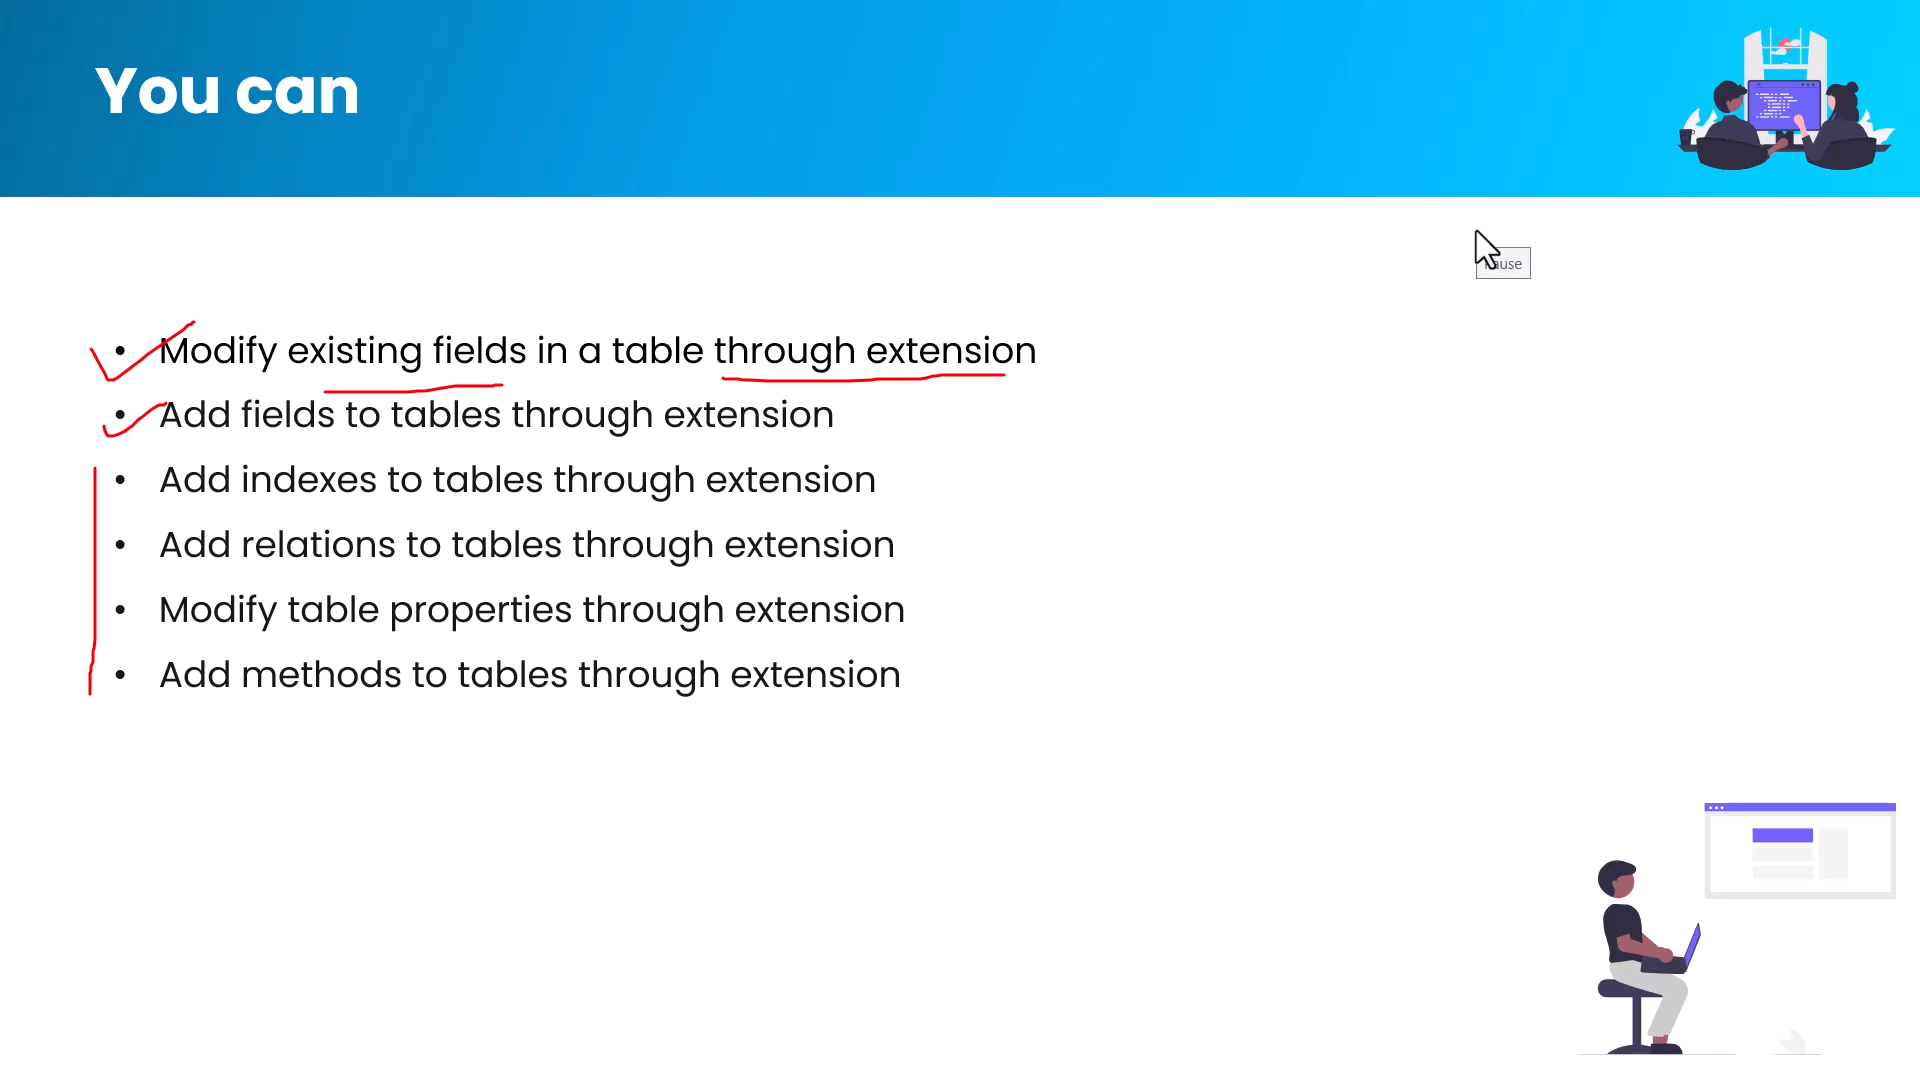 You can
Pause
• Modify existing fields in a table through extension
• Add fields to tables through extension
• Add indexes to tables through extension
• Add relations to tables through extension
• Modify table properties through extension
• Add methods to tables through extension